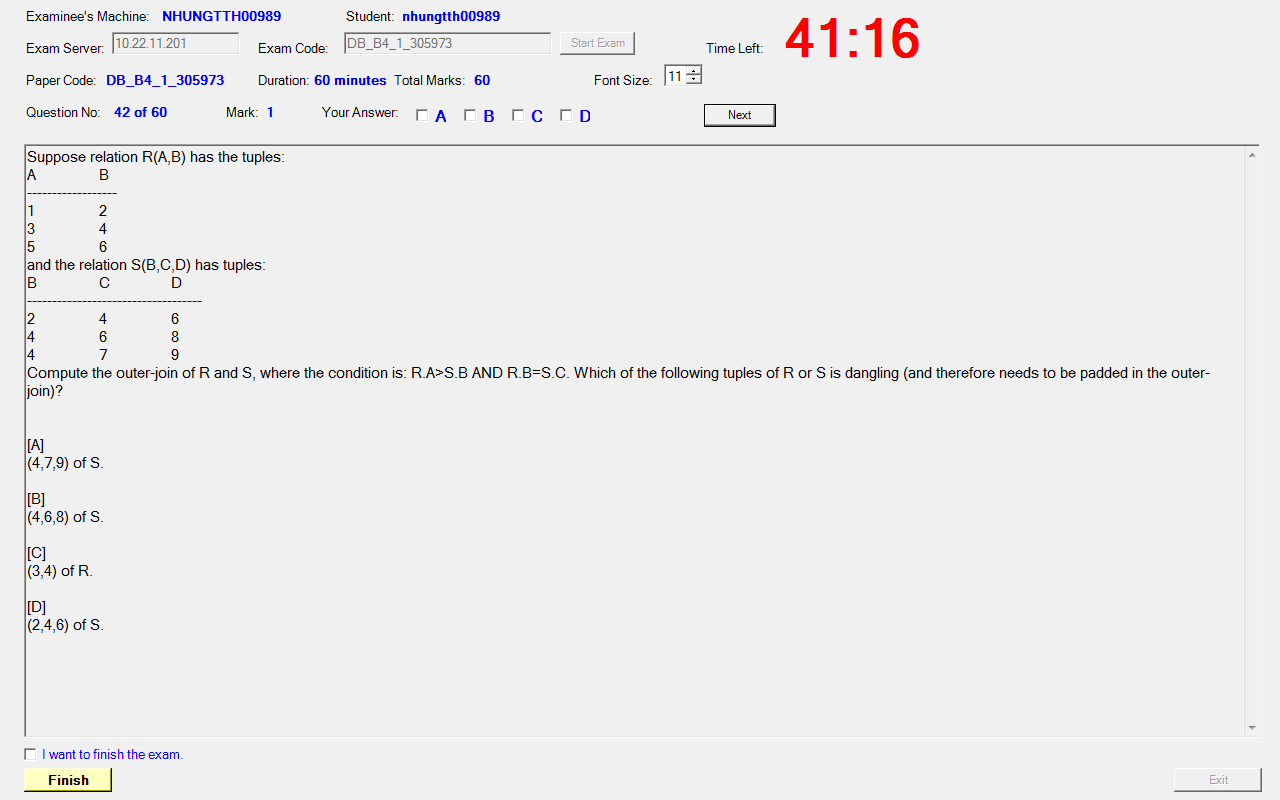 Examinee's Machine: NHUNGTTH00989 Student: nhungtth00989
Exam Server: 10.22.11.201 Exam Code: DB_B4_1_305973 Start Exam Time Left: 41:16
Paper Code: DB_B4_1_305973 Duration: 60 minutes Total Marks: 60 Font Size: 11
Question No: 42 of 60 Mark: 1 Your Answer: A B C D Next
Suppose relation R(A,B) has the tuples:
A B
------------------
1 2
3 4
5 6
and the relation S(B,C,D) has tuples:
B C D
-----------------------------------
2 4 6
4 6 8
4 7 9
Compute the outer-join of R and S, where the condition is: R.A>S.B AND R.B=S.C. Which of the following tuples of R or S is dangling (and therefore needs to be padded in the outer-
join)?
[A]
(4,7,9) of S.
[B]
(4,6,8) of S.
[C]
(3,4) of R.
[D]
(2,4,6) of S.
I want to finish the exam.
Finish Exit